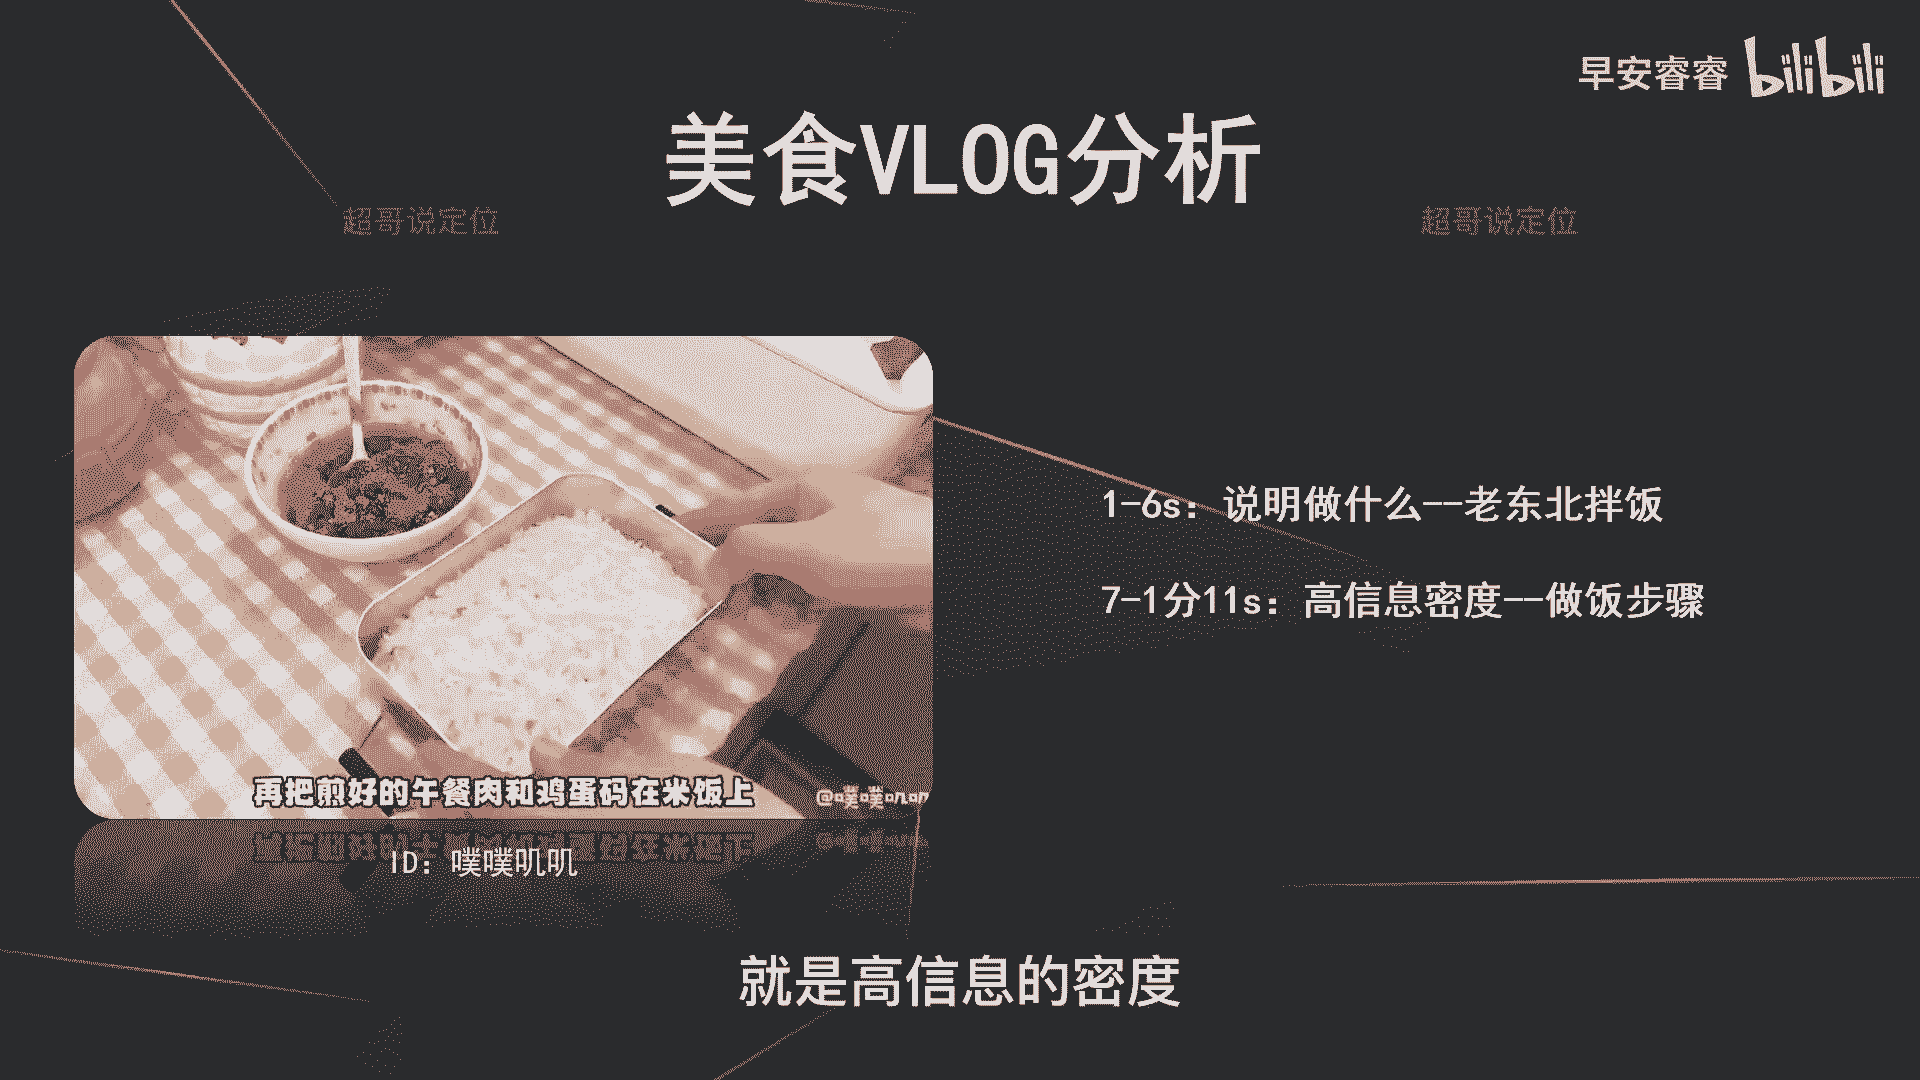 早安睿睿 bilibili
美食VLOG分析
超哥说定位 超哥说定位
1-6s：说明做什么--老东北拌饭
7-1分11s：高信息密度--做饭步骤
再把煎好的午餐肉和鸡蛋码在米饭上
@噗噗叽叽
ID：噗噗叽叽
就是高信息的密度